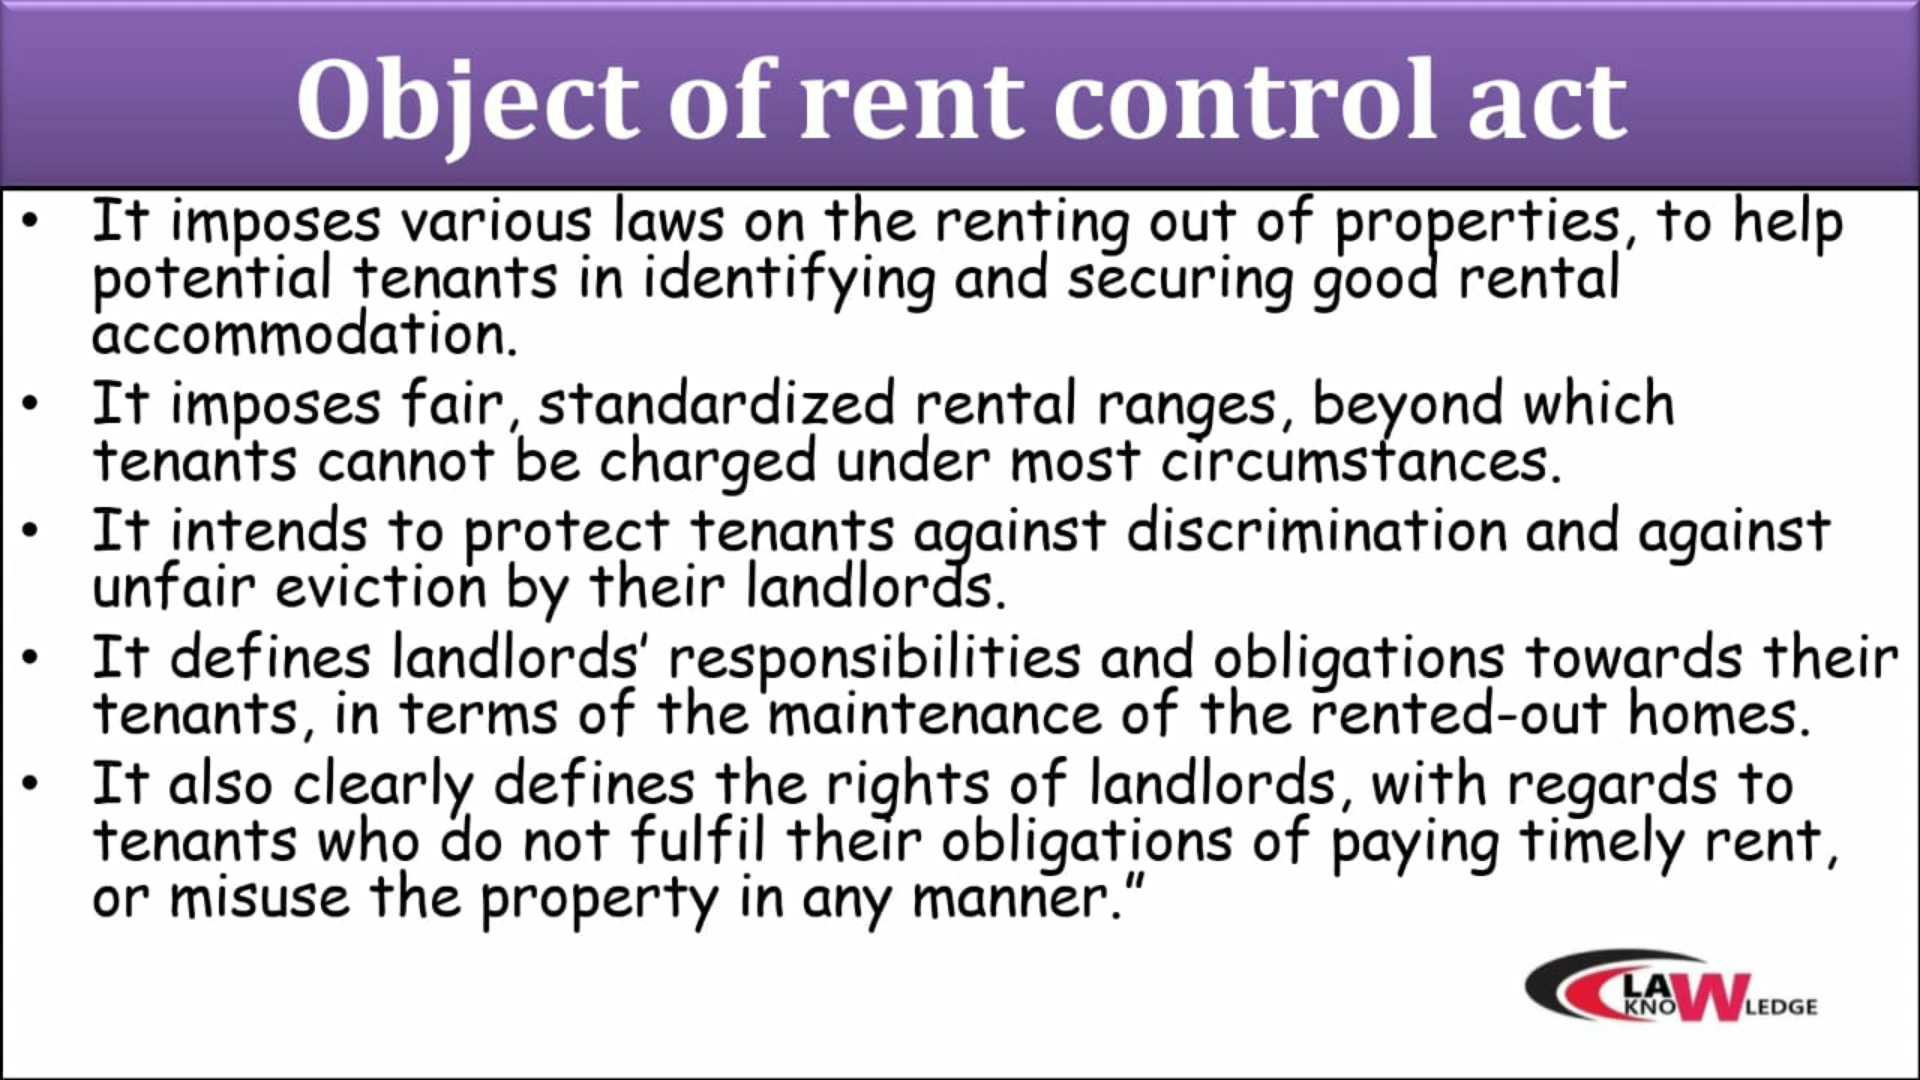 Object of rent control act
• It imposes various laws on the renting out of properties, to help
potential tenants in identifying and securing good rental
accommodation.
• It imposes fair, standardized rental ranges, beyond which
tenants cannot be charged under most circumstances.
• It intends to protect tenants against discrimination and against
unfair eviction by their landlords.
• It defines landlords’ responsibilities and obligations towards their
tenants, in terms of the maintenance of the rented-out homes.
• It also clearly defines the rights of landlords, with regards to
tenants who do not fulfil their obligations of paying timely rent,
or misuse the property in any manner.”
LAW
KNOWLEDGE